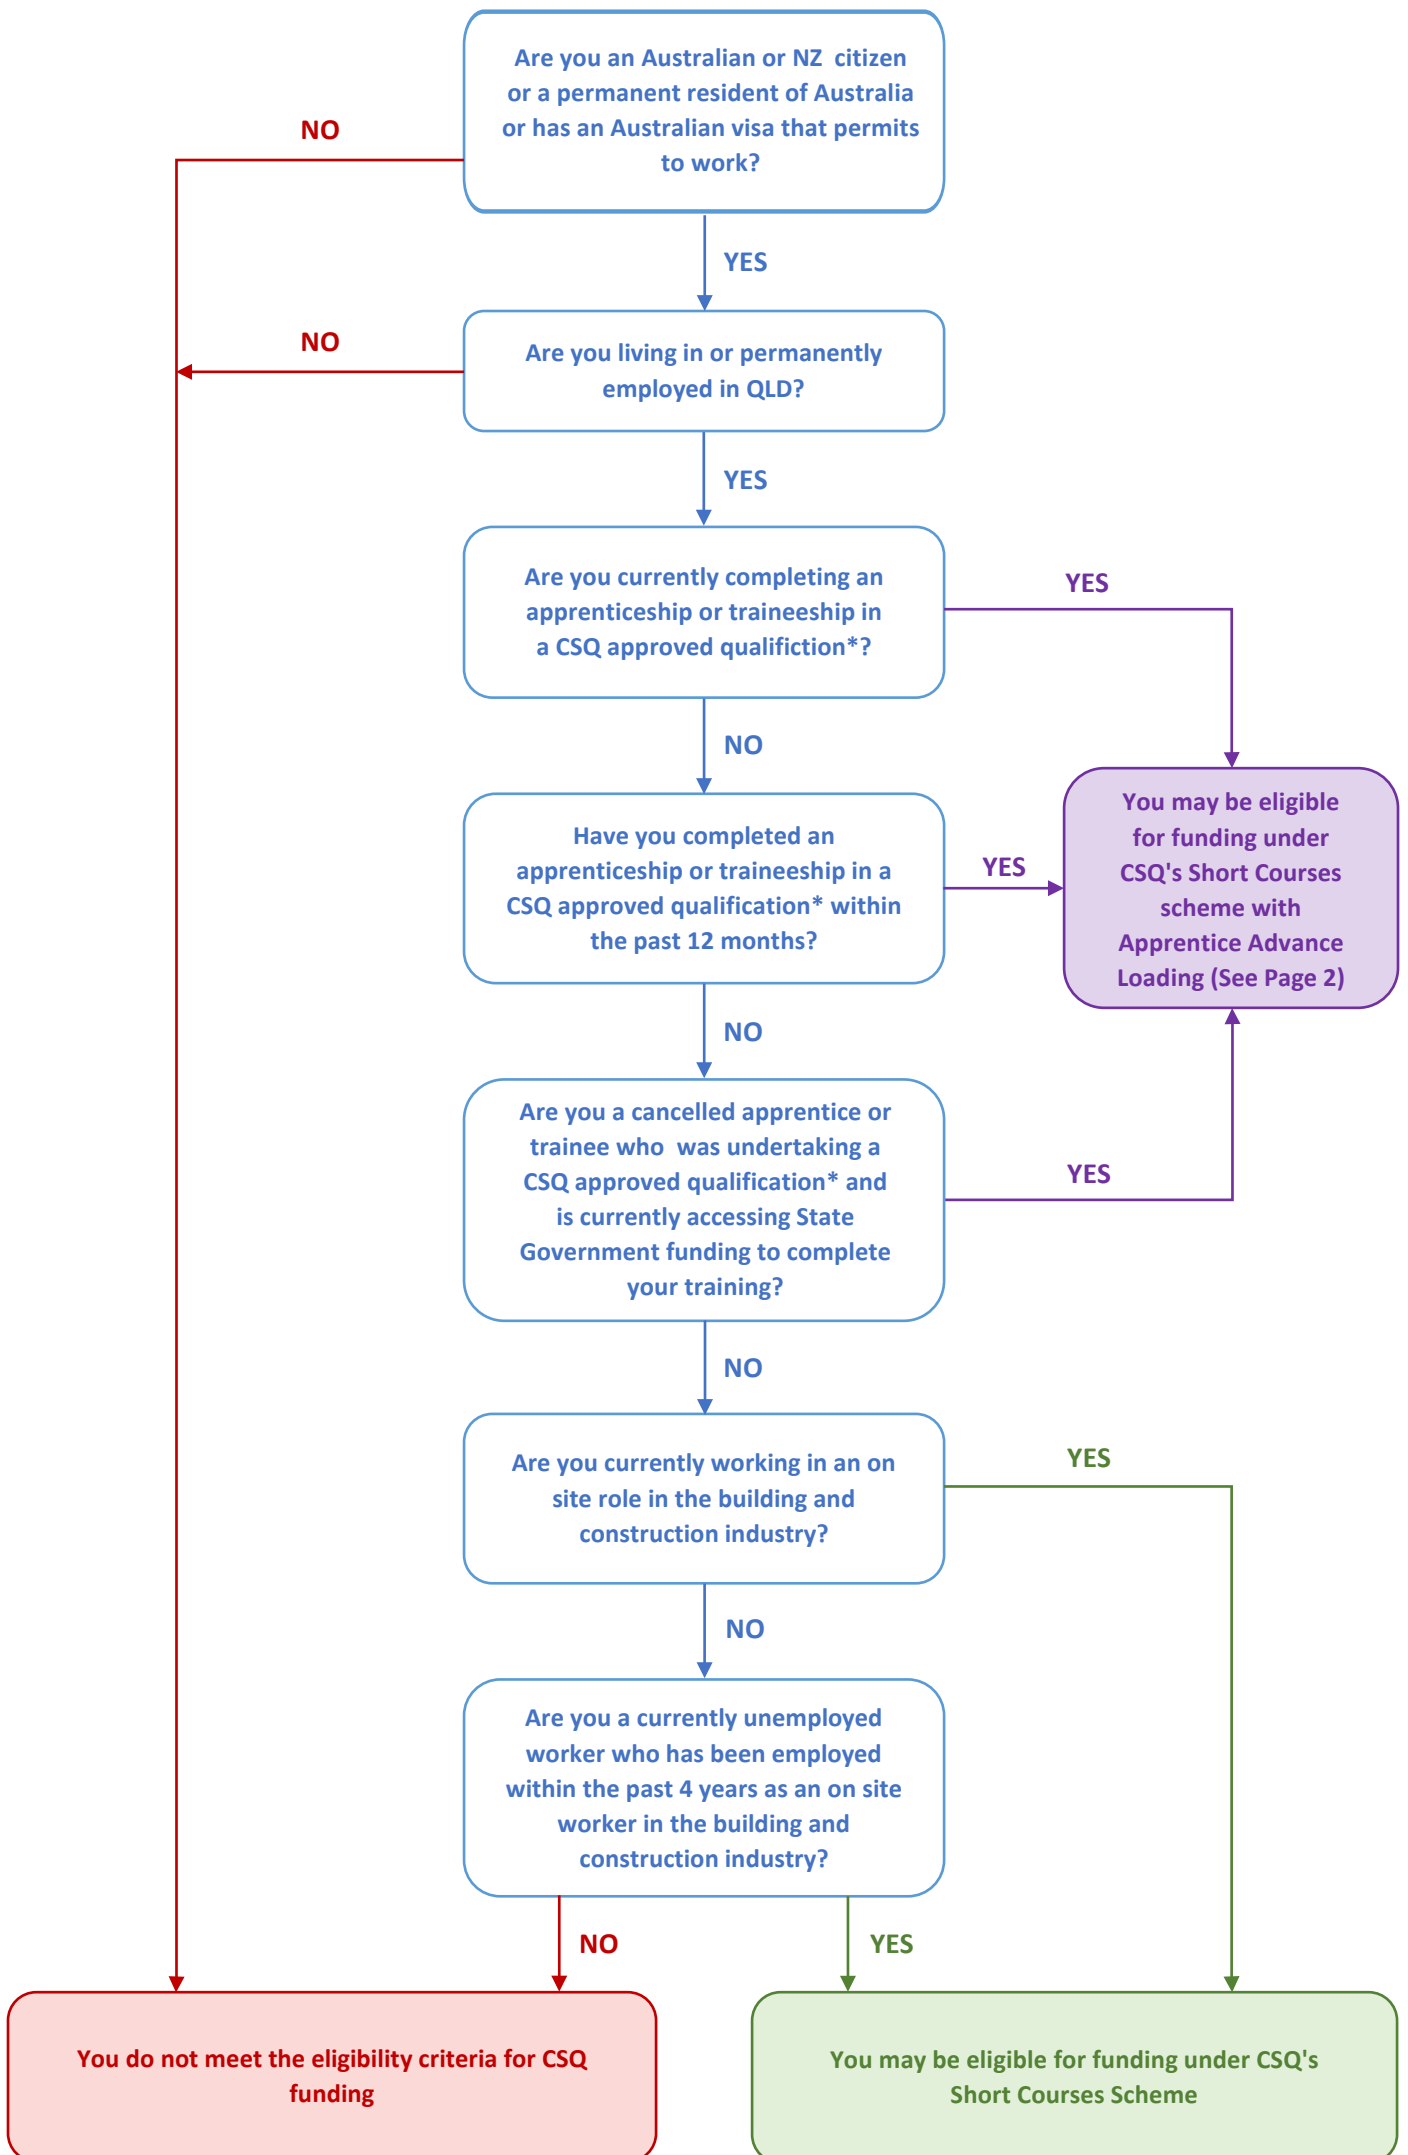 Are you an Australian or NZ  citizen
or a permanent resident of Australia
or has an Australian visa that permits
to work?
NO
YES
NO
Are you living in or permanently
employed in QLD?
YES
Are you currently completing an
apprenticeship or traineeship in
a CSQ approved qualifiction*?
YES
NO
Have you completed an
apprenticeship or traineeship in a
CSQ approved qualification* within
the past 12 months?
YES
You may be eligible
for funding under
CSQ's Short Courses
scheme with
Apprentice Advance
Loading (See Page 2)
NO
Are you a cancelled apprentice or
trainee who  was undertaking a
CSQ approved qualification* and
is currently accessing State
Government funding to complete
your training?
YES
NO
Are you currently working in an on
site role in the building and
construction industry?
YES
NO
Are you a currently unemployed
worker who has been employed
within the past 4 years as an on site
worker in the building and
construction industry?
NO
YES
You do not meet the eligibility criteria for CSQ
funding
You may be eligible for funding under CSQ's
Short Courses Scheme